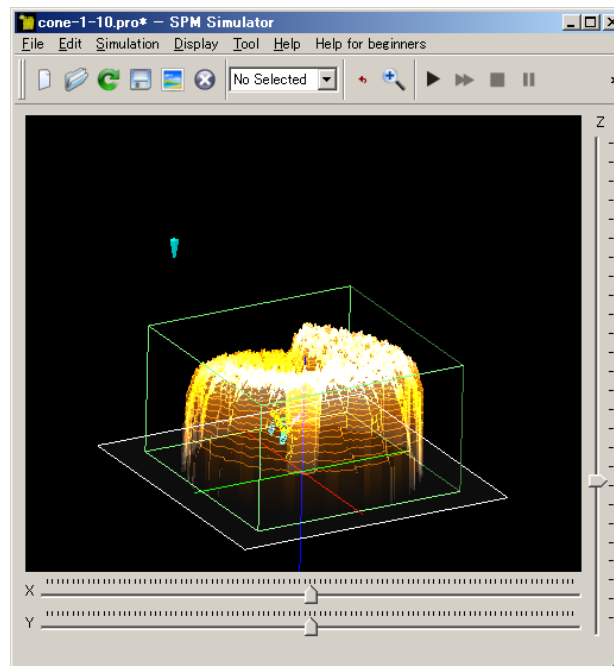 cone-1-10.pro* — SPM Simulator
File Edit Simulation Display Tool Help Help for beginners
No Selected
Z
X
Y